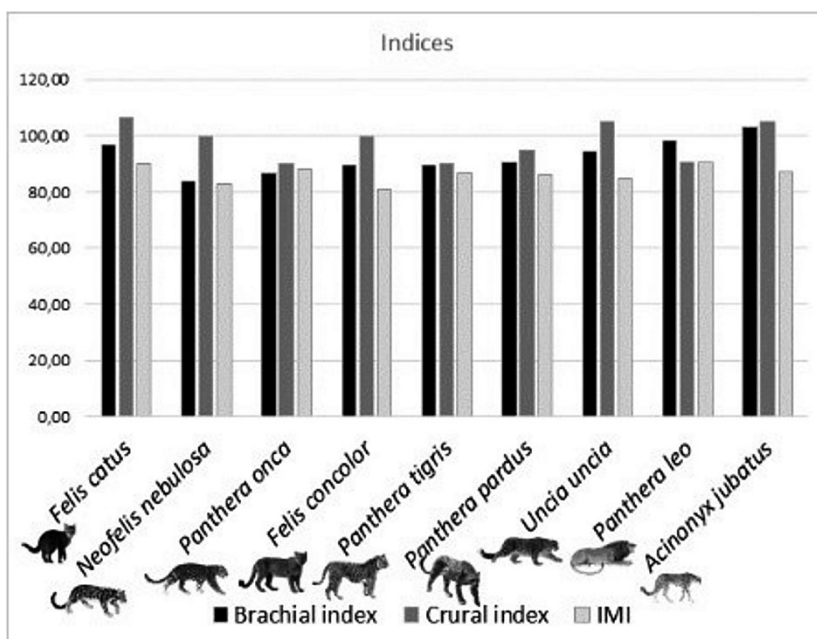 Indices
120,00
100,00
80,00
60,00
40,00
20,00
0,00
Felis catus
Neofelis nebulosa
Panthera onca
Felis concolor
Panthera tigris
Panthera pardus
Uncia uncia
Panthera leo
Acinonyx jubatus
Brachial index Crural index IMI